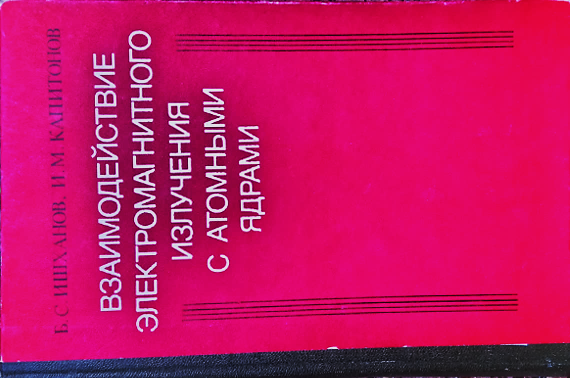 Б.С. ИШХАНОВ, И.М. КАПИТОНОВ
ВЗАИМОДЕЙСТВИЕ
ЭЛЕКТРОМАГНИТНОГО
ИЗЛУЧЕНИЯ
С АТОМНЫМИ
ЯДРАМИ